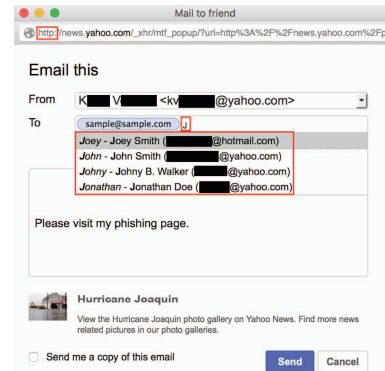 Mail to friend
http://news.yahoo.com/_xhr/mtf_popup/?url=http%3A%2F%2Fnews.yahoo.com%2Fp
Email this
From K V <kv @yahoo.com>
To sample@sample.com J
Joey - Joey Smith ( @hotmail.com)
John - John Smith ( @yahoo.com)
Johny - Johny B. Walker ( @yahoo.com)
Jonathan - Jonathan Doe ( @yahoo.com)
Please visit my phishing page.
Hurricane Joaquin
View the Hurricane Joaquin photo gallery on Yahoo News. Find more news
related pictures in our photo galleries.
Send me a copy of this email
Send Cancel